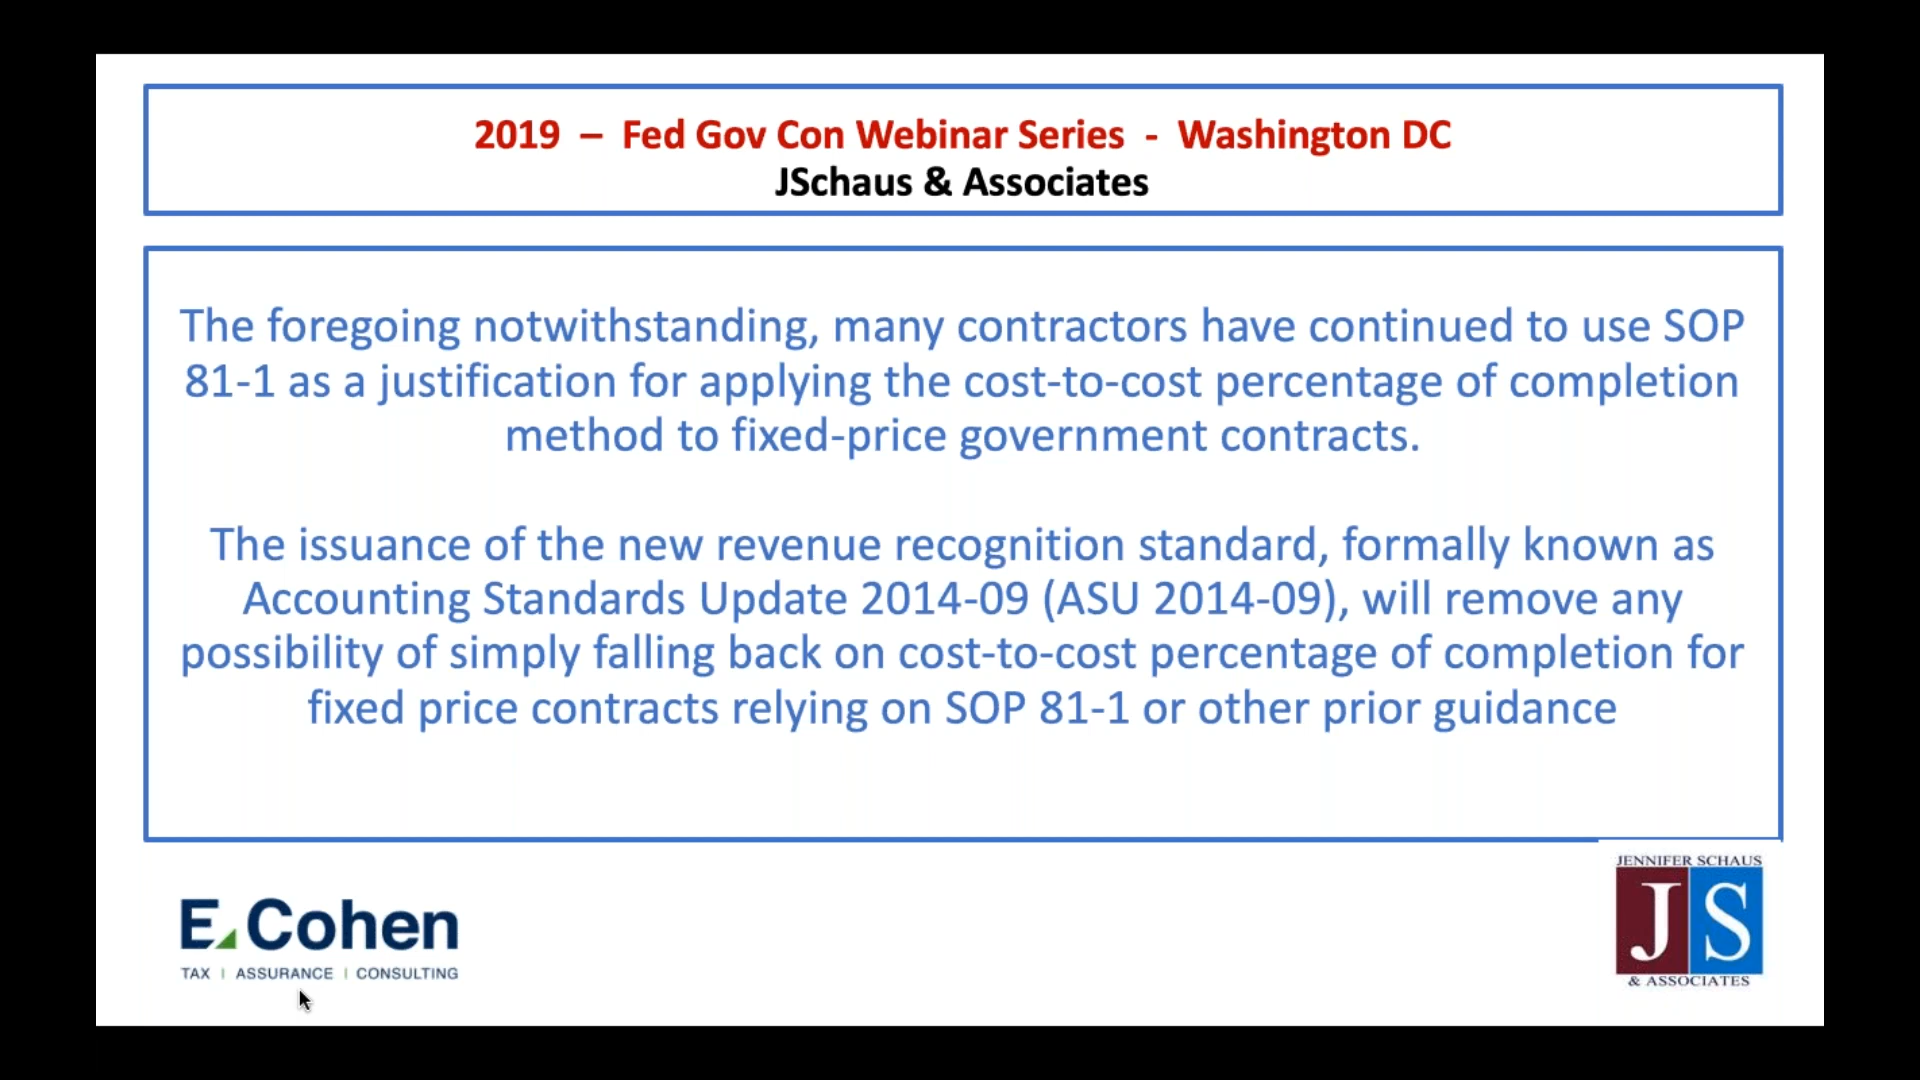 2019 – Fed Gov Con Webinar Series - Washington DC
JSchaus & Associates
The foregoing notwithstanding, many contractors have continued to use SOP
81-1 as a justification for applying the cost-to-cost percentage of completion
method to fixed-price government contracts.
The issuance of the new revenue recognition standard, formally known as
Accounting Standards Update 2014-09 (ASU 2014-09), will remove any
possibility of simply falling back on cost-to-cost percentage of completion for
fixed price contracts relying on SOP 81-1 or other prior guidance
E Cohen
TAX | ASSURANCE | CONSULTING
JENNIFER SCHAUS
JS
& ASSOCIATES